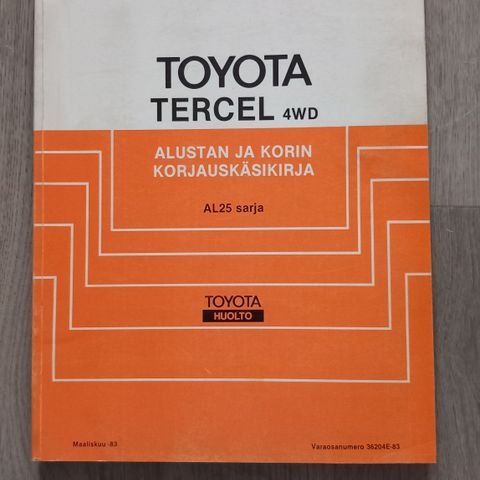 TOYOTA
TERCEL 4WD
ALUSTAN JA KORIN
KORJAUSKÄSIKIRJA
AL25 sarja
TOYOTA
HUOLTO
Maaliskuu -83
Varaosanumero 36204E-83